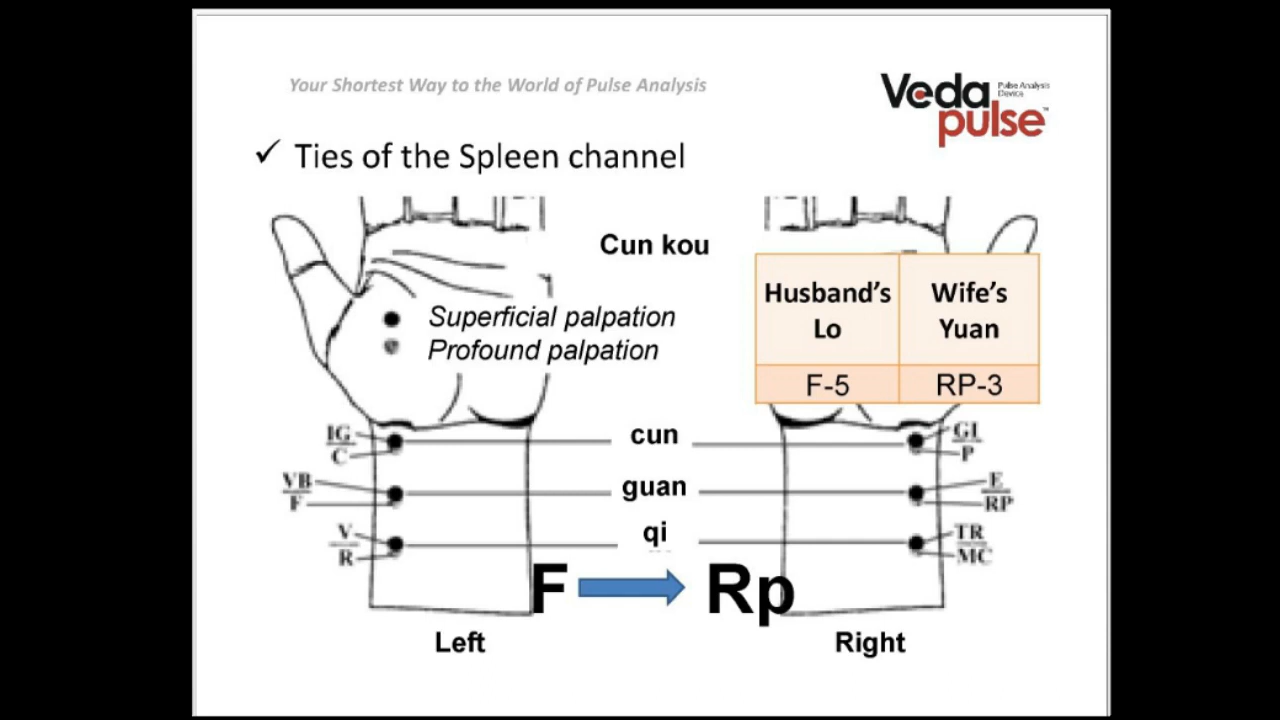 Your Shortest Way to the World of Pulse Analysis
Veda pulse™
Pulse Analysis
Device
✓ Ties of the Spleen channel
Cun kou
Superficial palpation
Profound palpation
Husband's Lo
Wife's Yuan
F-5
RP-3
IG
C
cun
GI
P
VB
F
guan
E
RP
V
R
qi
TR
MC
F
Rp
Left
Right